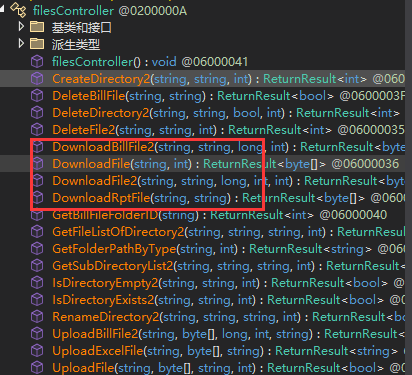 filesController @0200000A
基类和接口
派生类型
filesController() : void @06000041
CreateDirectory2(string, string, int) : ReturnResult<int> @060
DeleteBillFile(string, string) : ReturnResult<bool> @0600003F
DeleteDirectory2(string, string, bool, int) : ReturnResult<int>
DeleteFile2(string, string, int) : ReturnResult<int> @06000035
DownloadBillFile2(string, string, long, int) : ReturnResult<byte
DownloadFile(string, int) : ReturnResult<byte[]> @06000036
DownloadFile2(string, string, long, int, int) : ReturnResult<byte
DownloadRptFile(string, string) : ReturnResult<byte[]> @0600
GetBillFileFolderID() : ReturnResult<int> @06000040
GetFileListOfDirectory2(string, string, string, int) : ReturnRes
GetFolderPathByType(string, int) : ReturnResult<string> @060
GetSubDirectoryList2(string, string, string, int) : ReturnResult<
IsDirectoryEmpty2(string, string, int) : ReturnResult<bool> @0
IsDirectoryExists2(string, string, int) : ReturnResult<bool> @0
RenameDirectory2(string, string, string, int) : ReturnResult<bo
UploadBillFile2(string, byte[], long, int, string) : ReturnResult<
UploadExcelFile(string, byte[], string) : ReturnResult<string> @
UploadFile(string, byte[], string, int) : ReturnResult<bool> @0